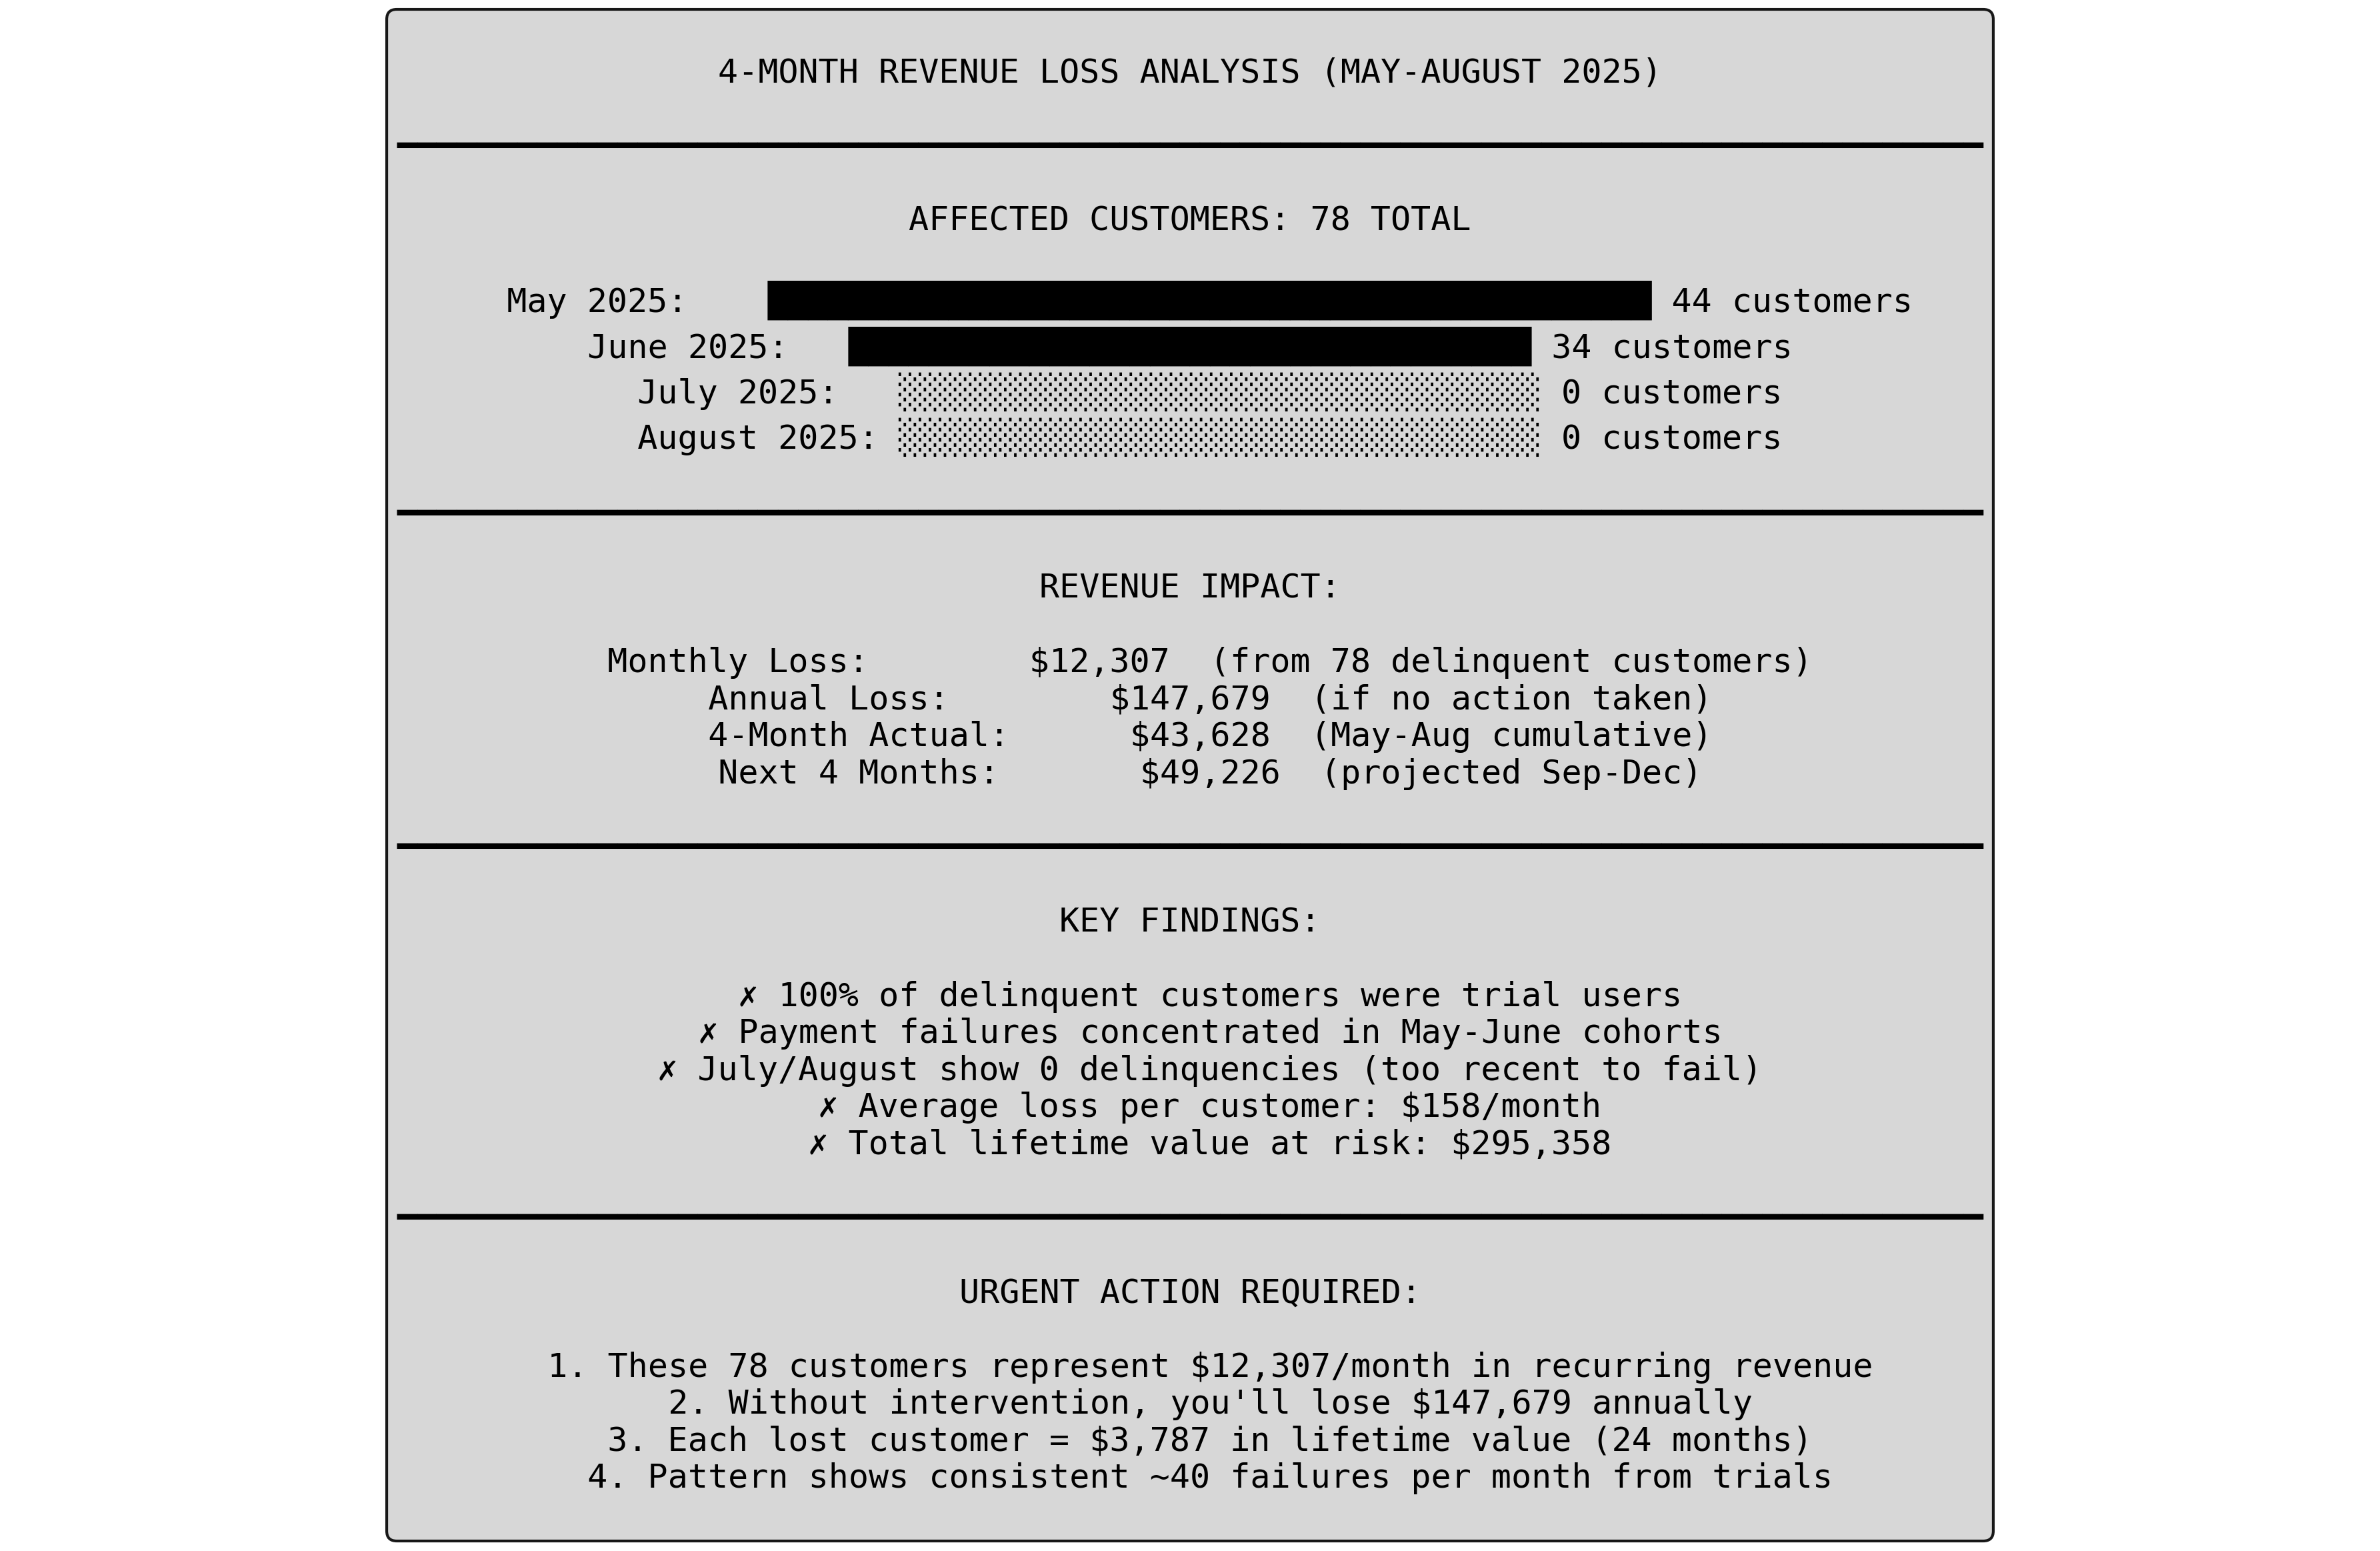 4-MONTH REVENUE LOSS ANALYSIS (MAY-AUGUST 2025)
AFFECTED CUSTOMERS: 78 TOTAL
May 2025: 44 customers
June 2025: 34 customers
July 2025: 0 customers
August 2025: 0 customers
REVENUE IMPACT:
Monthly Loss: $12,307 (from 78 delinquent customers)
Annual Loss: $147,679 (if no action taken)
4-Month Actual: $43,628 (May-Aug cumulative)
Next 4 Months: $49,226 (projected Sep-Dec)
KEY FINDINGS:
✗ 100% of delinquent customers were trial users
✗ Payment failures concentrated in May-June cohorts
✗ July/August show 0 delinquencies (too recent to fail)
✗ Average loss per customer: $158/month
✗ Total lifetime value at risk: $295,358
URGENT ACTION REQUIRED:
1. These 78 customers represent $12,307/month in recurring revenue
2. Without intervention, you'll lose $147,679 annually
3. Each lost customer = $3,787 in lifetime value (24 months)
4. Pattern shows consistent ~40 failures per month from trials